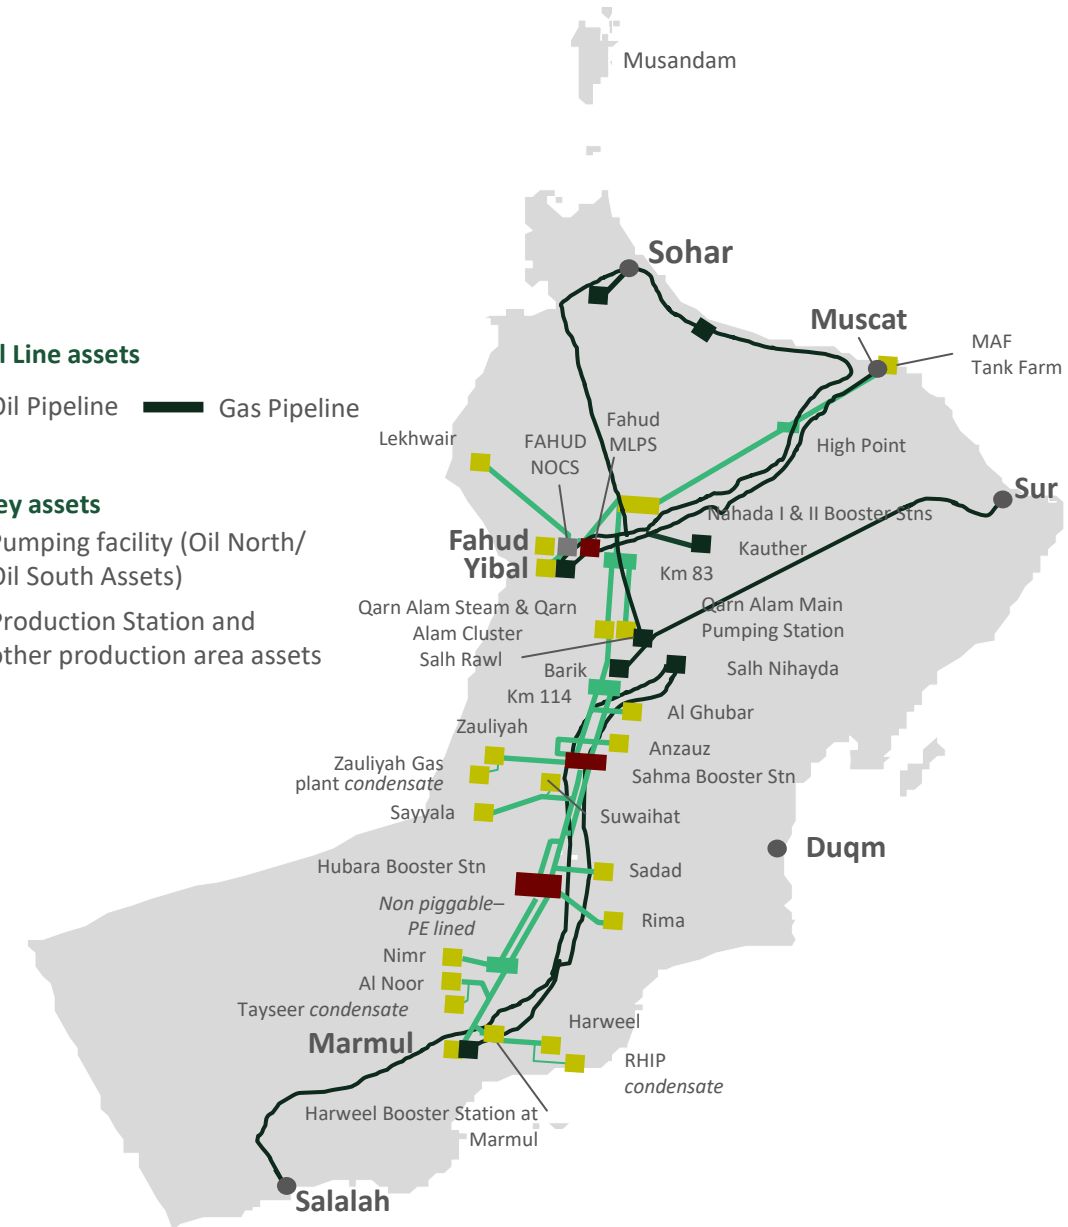 Musandam
Sohar
Muscat
MAF
Tank Farm
l Line assets
Oil Pipeline
Gas Pipeline
Lekhwair
FAHUD
NOCS
Fahud
MLPS
High Point
Sur
ey assets
Pumping facility (Oil North/
Oil South Assets)
Production Station and
other production area assets
Nahada I & II Booster Stns
Fahud
Yibal
Kauther
Km 83
Qarn Alam Steam & Qarn
Alam Cluster
Salh Rawl
Qarn Alam Main
Pumping Station
Barik
Salh Nihayda
Km 114
Al Ghubar
Zauliyah
Anzauz
Zauliyah Gas
plant condensate
Sahma Booster Stn
Sayyala
Suwaihat
Duqm
Hubara Booster Stn
Sadad
Non piggable–
PE lined
Rima
Nimr
Al Noor
Tayseer condensate
Harweel
Marmul
RHIP
condensate
Harweel Booster Station at
Marmul
Salalah